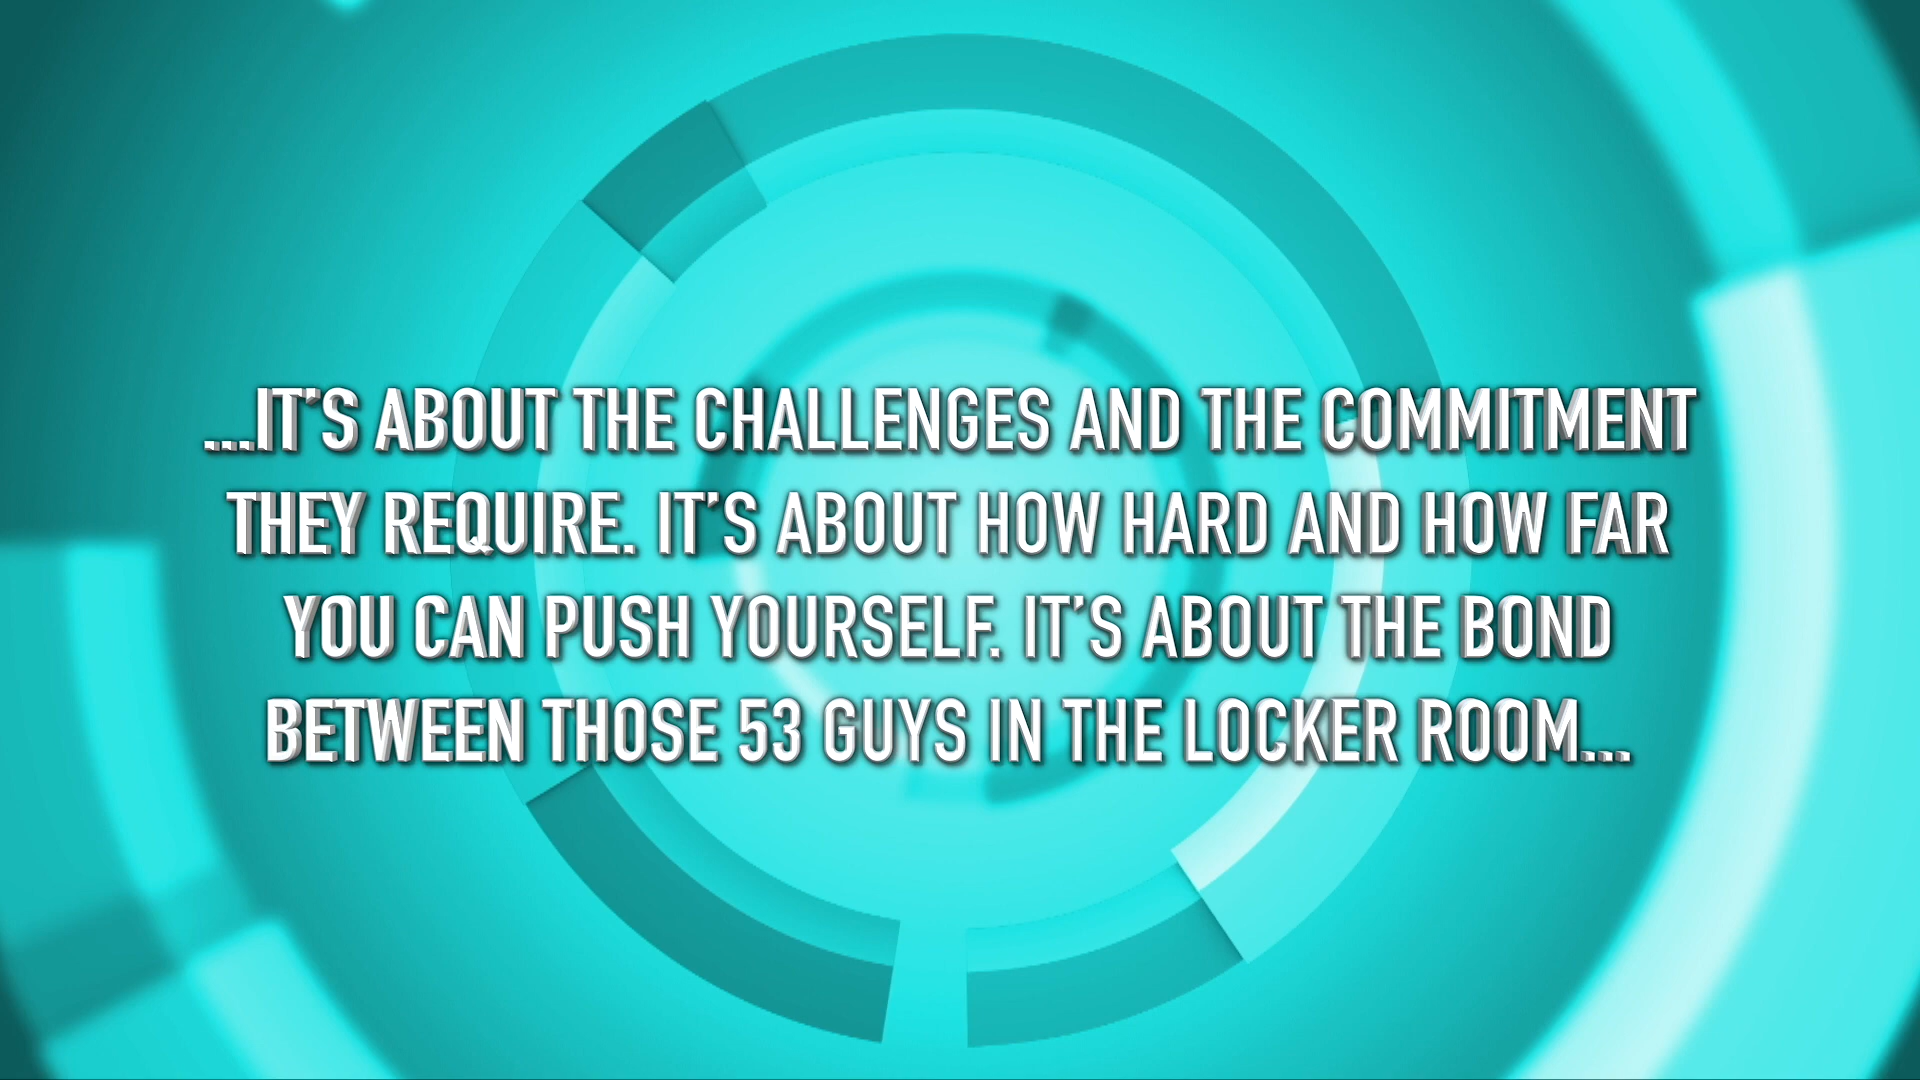 ...IT’S ABOUT THE CHALLENGES AND THE COMMITMENT
THEY REQUIRE. IT’S ABOUT HOW HARD AND HOW FAR
YOU CAN PUSH YOURSELF. IT’S ABOUT THE BOND
BETWEEN THOSE 53 GUYS IN THE LOCKER ROOM...